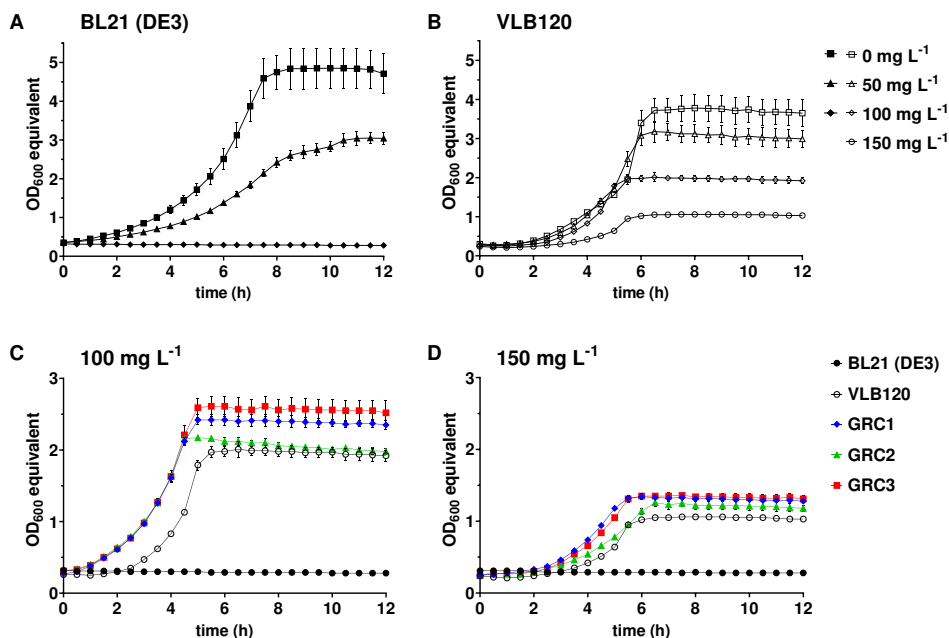 A BL21 (DE3)
OD600 equivalent
5
4
3
2
1
0
0 2 4 6 8 10 12
time (h)
B VLB120
OD600 equivalent
5
4
3
2
1
0
0 2 4 6 8 10 12
time (h)
0 mg L-1
50 mg L-1
100 mg L-1
150 mg L-1
C 100 mg L-1
OD600 equivalent
3
2
1
0
0 2 4 6 8 10 12
time (h)
D 150 mg L-1
OD600 equivalent
3
2
1
0
0 2 4 6 8 10 12
time (h)
BL21 (DE3)
VLB120
GRC1
GRC2
GRC3